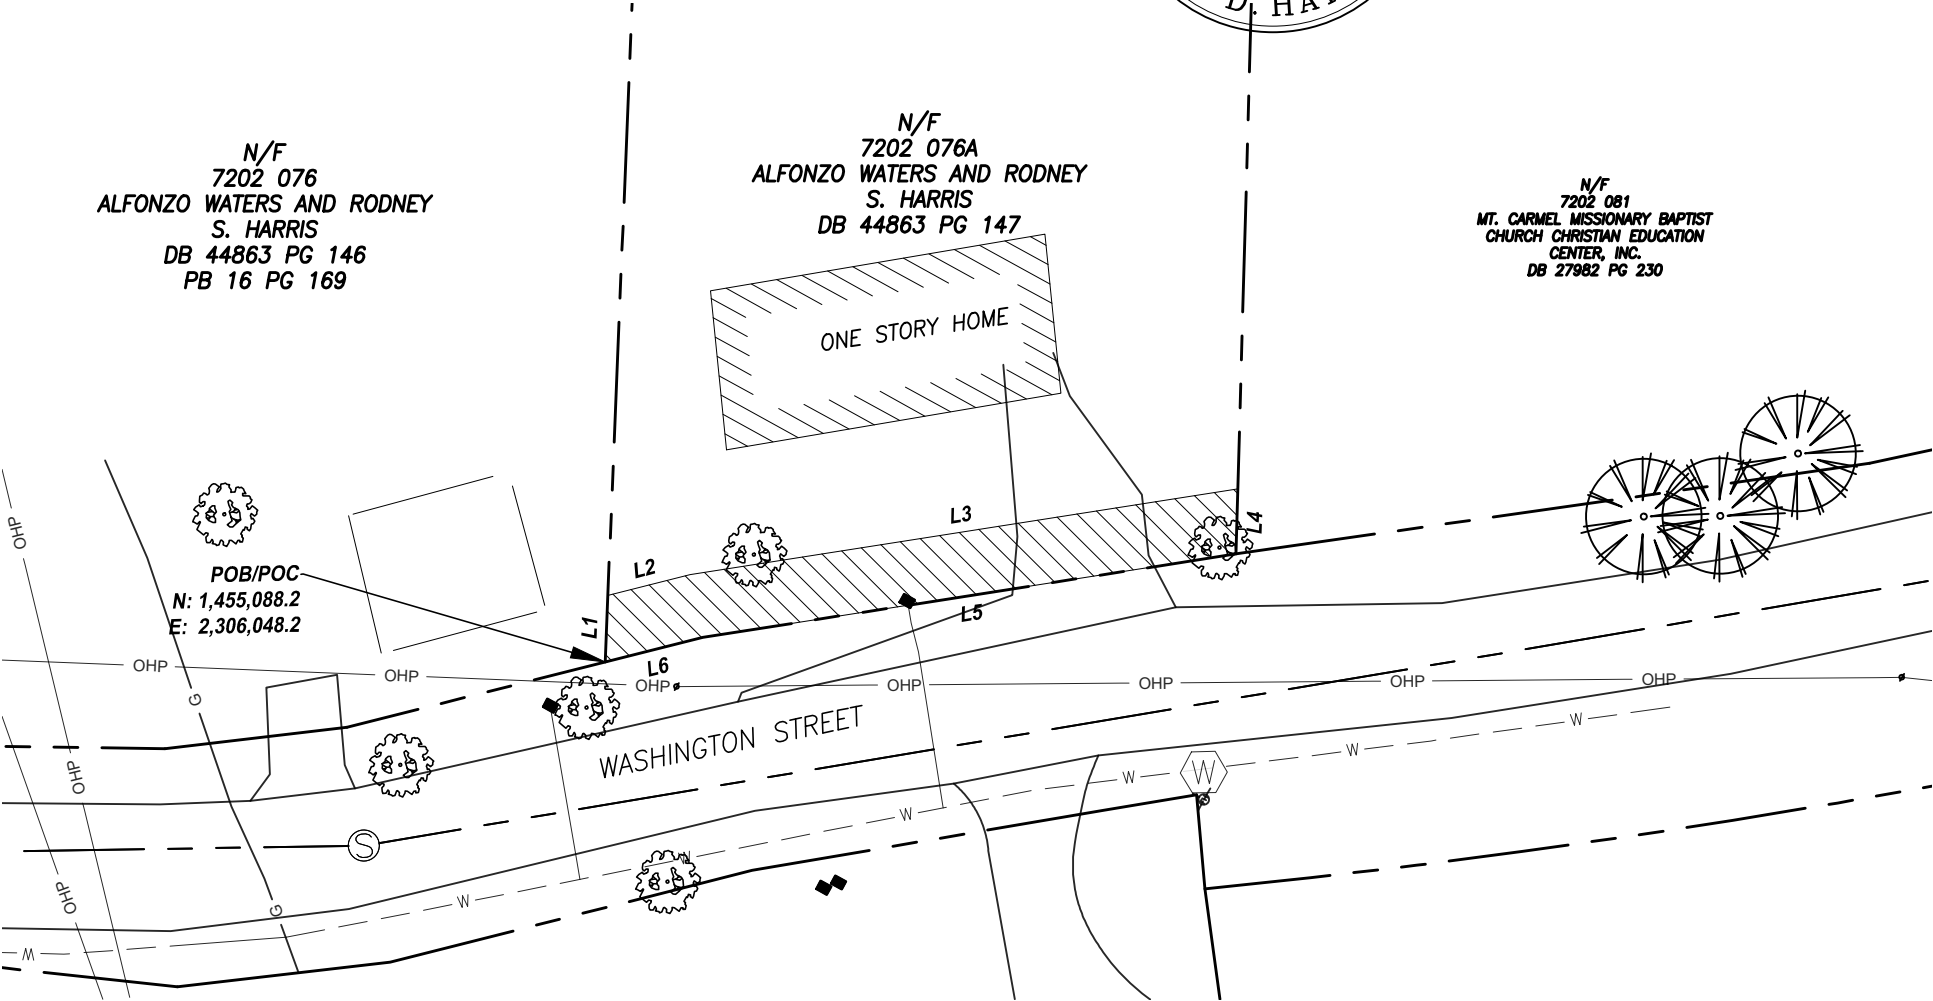 D. HA
N/F
7202 076
ALFONZO WATERS AND RODNEY
S. HARRIS
DB 44863 PG 146
PB 16 PG 169
N/F
7202 076A
ALFONZO WATERS AND RODNEY
S. HARRIS
DB 44863 PG 147
N/F
7202 081
MT. CARMEL MISSIONARY BAPTIST
CHURCH CHRISTIAN EDUCATION
CENTER, INC.
DB 27982 PG 230
ONE STORY HOME
POB/POC
N: 1,455,088.2
E: 2,306,048.2
L1
L2
L3
L4
L5
L6
OHP
OHP
OHP
OHP
OHP
OHP
OHP
OHP
OHP
OHP
G
G
WASHINGTON STREET
S
W
W
W
W
W
W
W
W